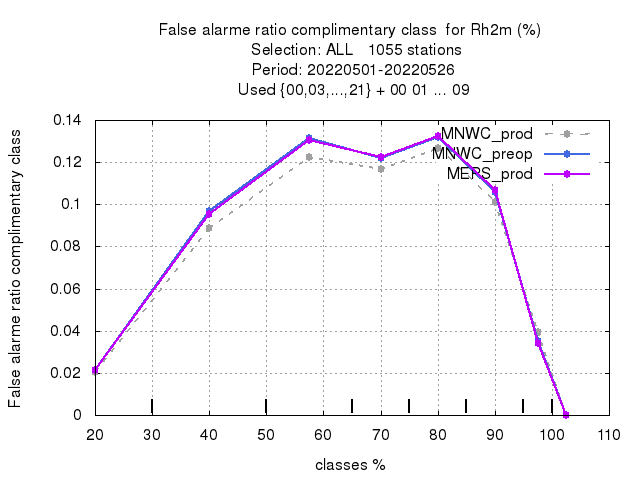 False alarme ratio complimentary class  for Rh2m (%)
Selection: ALL   1055 stations
Period: 20220501-20220526
Used {00,03,...,21} + 00 01 ... 09
False alarme ratio complimentary class
0.14
0.12
0.1
0.08
0.06
0.04
0.02
0
MNWC_prod
MNWC_preop
MEPS_prod
20 30 40 50 60 70 80 90 100 110
classes %